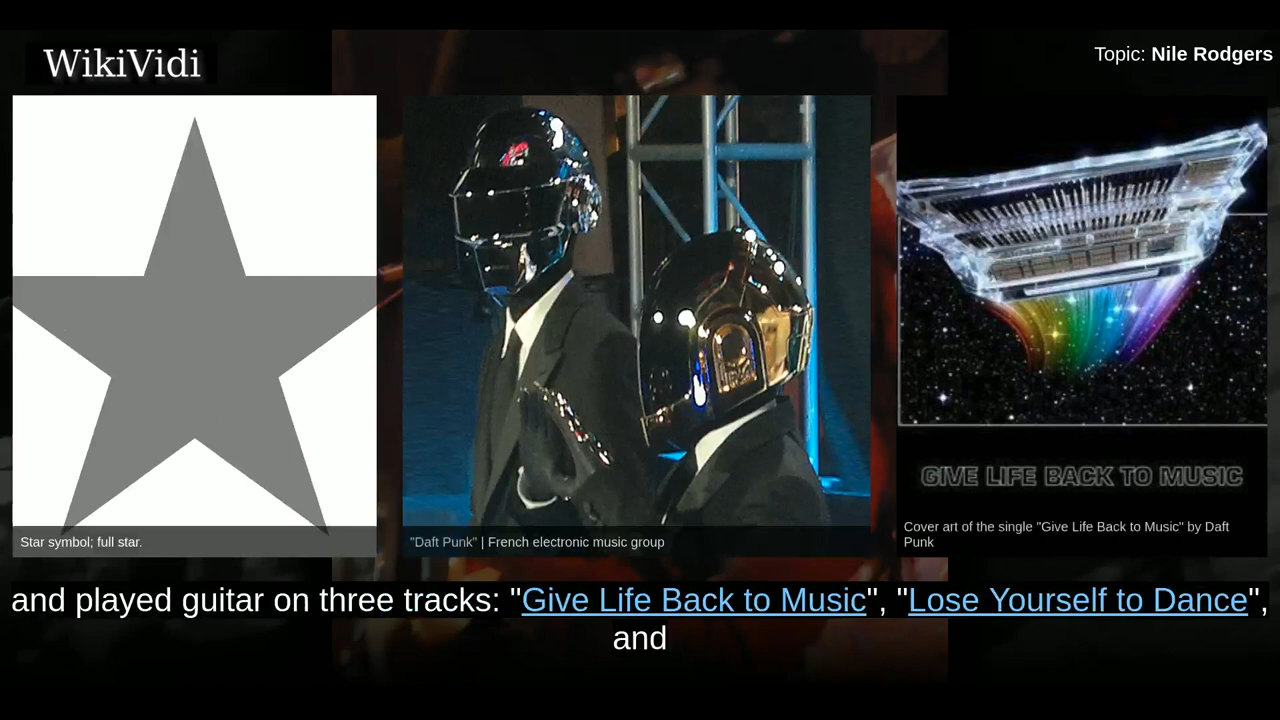 WikiVidi
Topic: Nile Rodgers
GIVE LIFE BACK TO MUSIC
Star symbol; full star.
"Daft Punk" | French electronic music group
Cover art of the single "Give Life Back to Music" by Daft
Punk
and played guitar on three tracks: "Give Life Back to Music", "Lose Yourself to Dance",
and